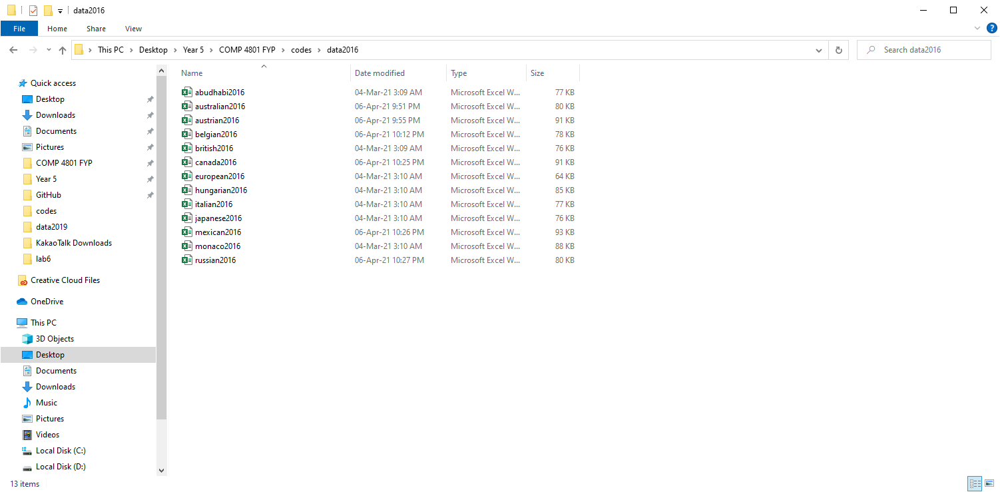 data2016
File Home Share View
This PC Desktop Year 5 COMP 4801 FYP codes data2016 Search data2016
Quick access
Desktop
Downloads
Documents
Pictures
COMP 4801 FYP
Year 5
GitHub
codes
data2019
KakaoTalk Downloads
lab6
Creative Cloud Files
OneDrive
This PC
3D Objects
Desktop
Documents
Downloads
Music
Pictures
Videos
Local Disk (C:)
Local Disk (D:)
Name Date modified Type Size
abudhabi2016 04-Mar-21 3:09 AM Microsoft Excel W... 77 KB
australian2016 06-Apr-21 9:51 PM Microsoft Excel W... 80 KB
austrian2016 06-Apr-21 9:55 PM Microsoft Excel W... 91 KB
belgian2016 06-Apr-21 10:12 PM Microsoft Excel W... 78 KB
british2016 04-Mar-21 3:09 AM Microsoft Excel W... 76 KB
canada2016 06-Apr-21 10:25 PM Microsoft Excel W... 91 KB
european2016 04-Mar-21 3:10 AM Microsoft Excel W... 64 KB
hungarian2016 04-Mar-21 3:10 AM Microsoft Excel W... 85 KB
italian2016 04-Mar-21 3:10 AM Microsoft Excel W... 77 KB
japanese2016 04-Mar-21 3:10 AM Microsoft Excel W... 76 KB
mexican2016 06-Apr-21 10:26 PM Microsoft Excel W... 93 KB
monaco2016 04-Mar-21 3:10 AM Microsoft Excel W... 88 KB
russian2016 06-Apr-21 10:27 PM Microsoft Excel W... 80 KB
13 items